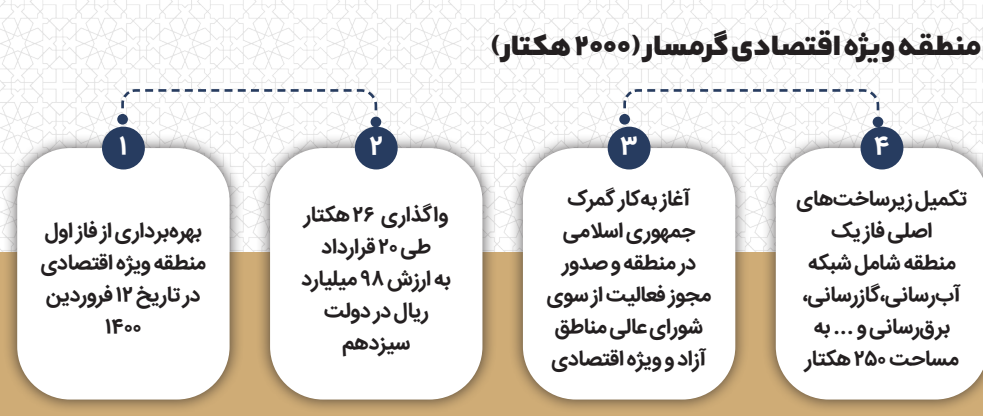 منطقه ویژه اقتصادی گرمسار (۲۰۰۰ هکتار)
۱
بهره‌برداری از فاز اول
منطقه ویژه اقتصادی
در تاریخ ۱۲ فروردین
۱۴۰۰
۲
واگذاری ۲۶ هکتار
طی ۲۰ قرارداد
به ارزش ۹۸ میلیارد
ریال در دولت
سیزدهم
۳
آغاز به‌کار گمرک
جمهوری اسلامی
در منطقه و صدور
مجوز فعالیت از سوی
شورای عالی مناطق
آزاد و ویژه اقتصادی
۴
تکمیل زیرساخت‌های
اصلی فاز یک
منطقه شامل شبکه
آب‌رسانی،گازرسانی،
برق‌رسانی و ... به
مساحت ۲۵۰ هکتار